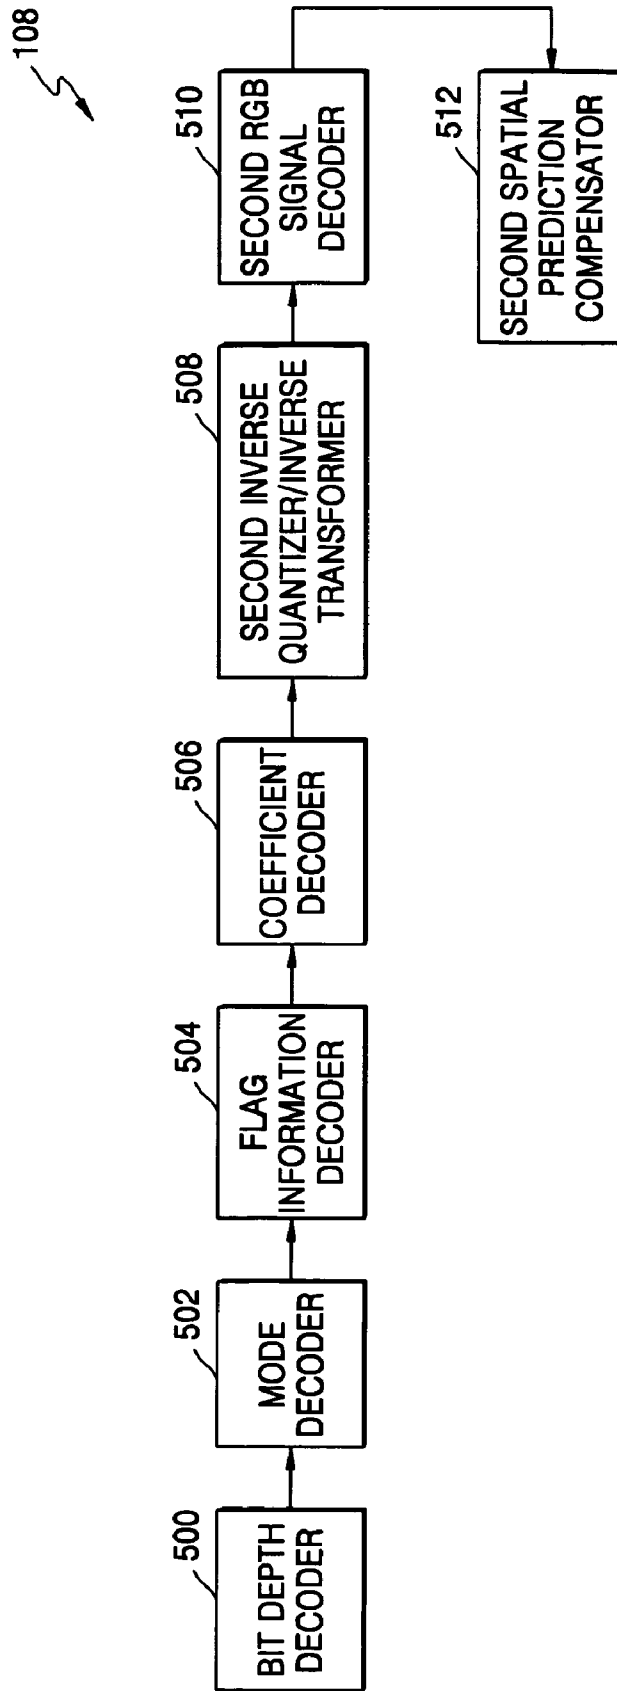 108
500
BIT DEPTH
DECODER
502
MODE
DECODER
504
FLAG
INFORMATION
DECODER
506
COEFFICIENT
DECODER
508
SECOND INVERSE
QUANTIZER/INVERSE
TRANSFORMER
510
SECOND RGB
SIGNAL
DECODER
512
SECOND SPATIAL
PREDICTION
COMPENSATOR